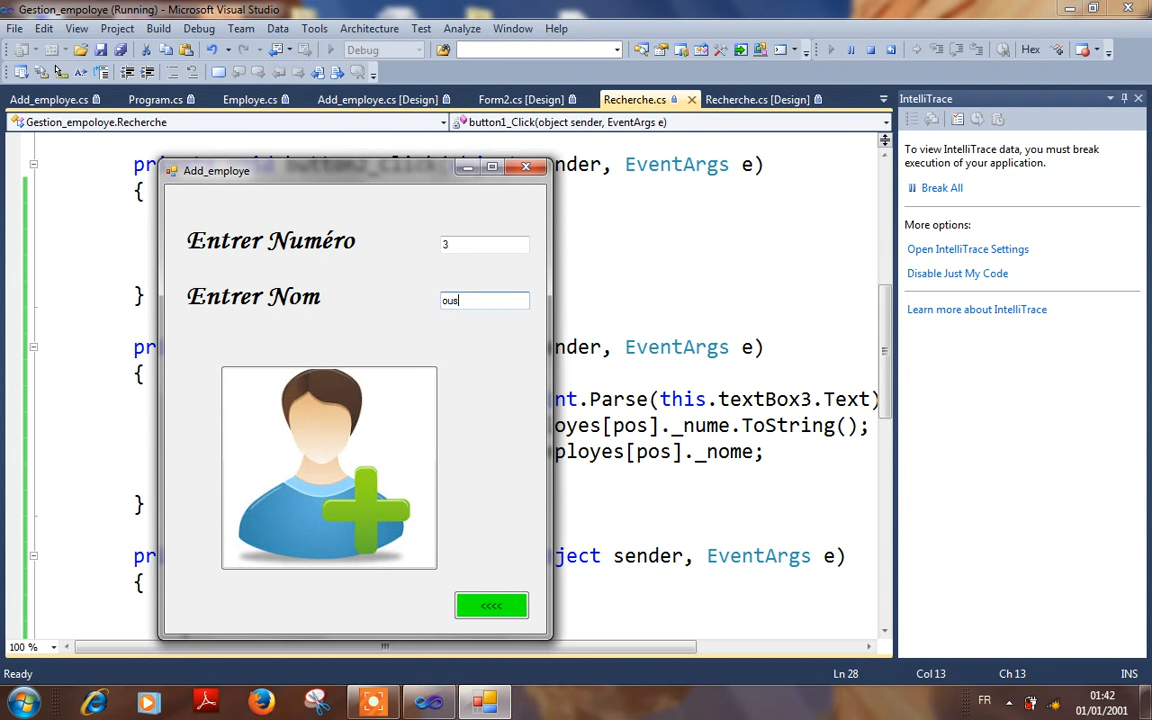 Gestion_empoloye (Running) - Microsoft Visual Studio
File Edit View Project Build Debug Team Data Tools Architecture Test Analyze Window Help
Debug Hex
Add_employe.cs Program.cs Employe.cs Add_employe.cs [Design] Form2.cs [Design] Recherche.cs Recherche.cs [Design]
IntelliTrace
Gestion_empoloye.Recherche button1_Click(object sender, EventArgs e)
To view IntelliTrace data, you must break
execution of your application.
Break All
More options:
Open IntelliTrace Settings
Disable Just My Code
Learn more about IntelliTrace
nder, EventArgs e)
{
}
nder, EventArgs e)
{
nt.Parse(this.textBox3.Text)
oyes[pos]._nume.ToString();
ployes[pos]._nome;
}
ject sender, EventArgs e)
{
Add_employe
Entrer Numéro 3
Entrer Nom ous
<<<<
100 %
Ready Ln 28 Col 13 Ch 13 INS
FR 01:42
01/01/2001